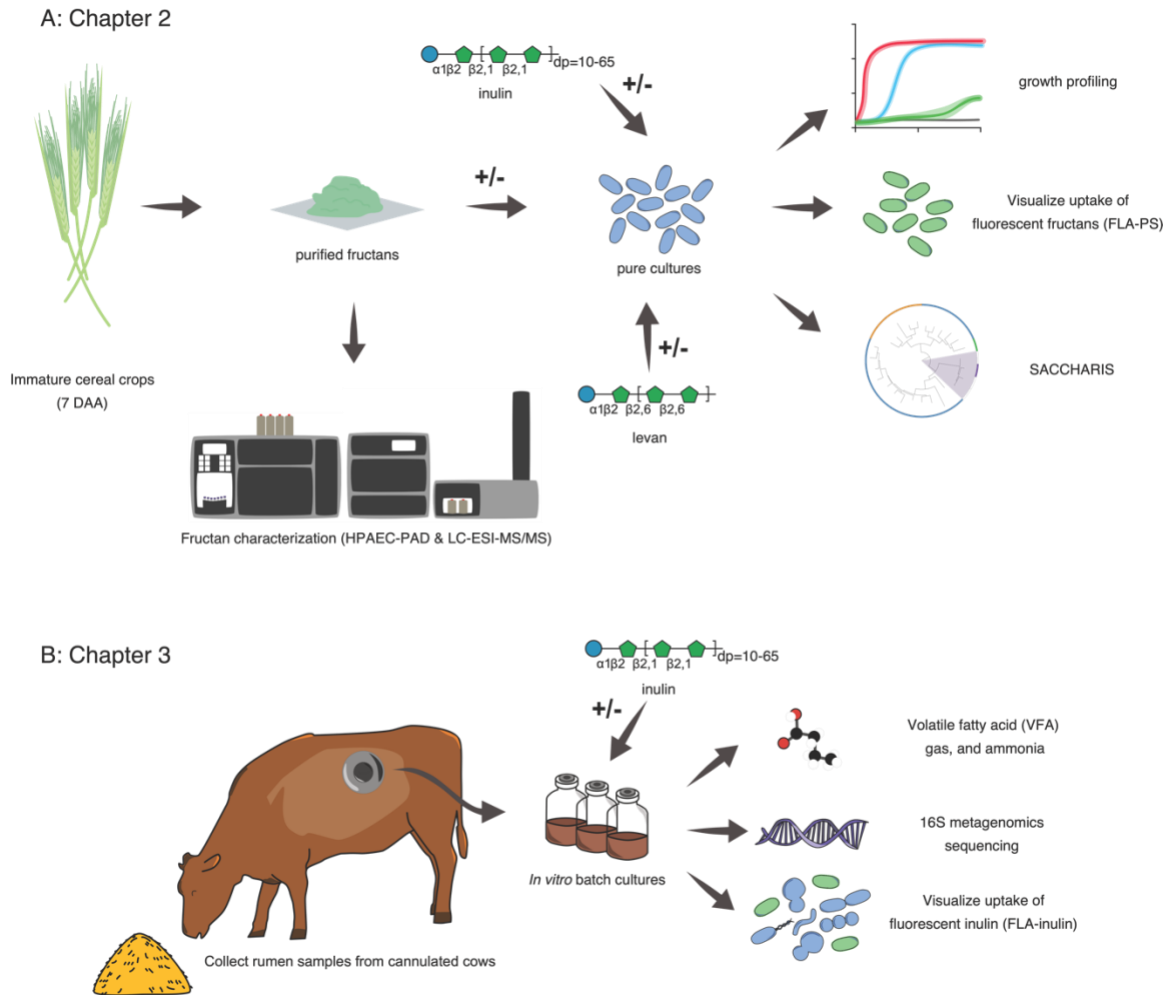 A: Chapter 2
α1β2 β2,1 β2,1 dp=10-65
inulin
+/-
growth profiling
+/-
Visualize uptake of
fluorescent fructans (FLA-PS)
purified fructans
pure cultures
+/-
Immature cereal crops
(7 DAA)
SACCHARIS
α1β2 β2,6 β2,6
levan
Fructan characterization (HPAEC-PAD & LC-ESI-MS/MS)
B: Chapter 3
α1β2 β2,1 β2,1 dp=10-65
inulin
+/-
Volatile fatty acid (VFA)
gas, and ammonia
16S metagenomics
sequencing
In vitro batch cultures
Visualize uptake of
fluorescent inulin (FLA-inulin)
Collect rumen samples from cannulated cows